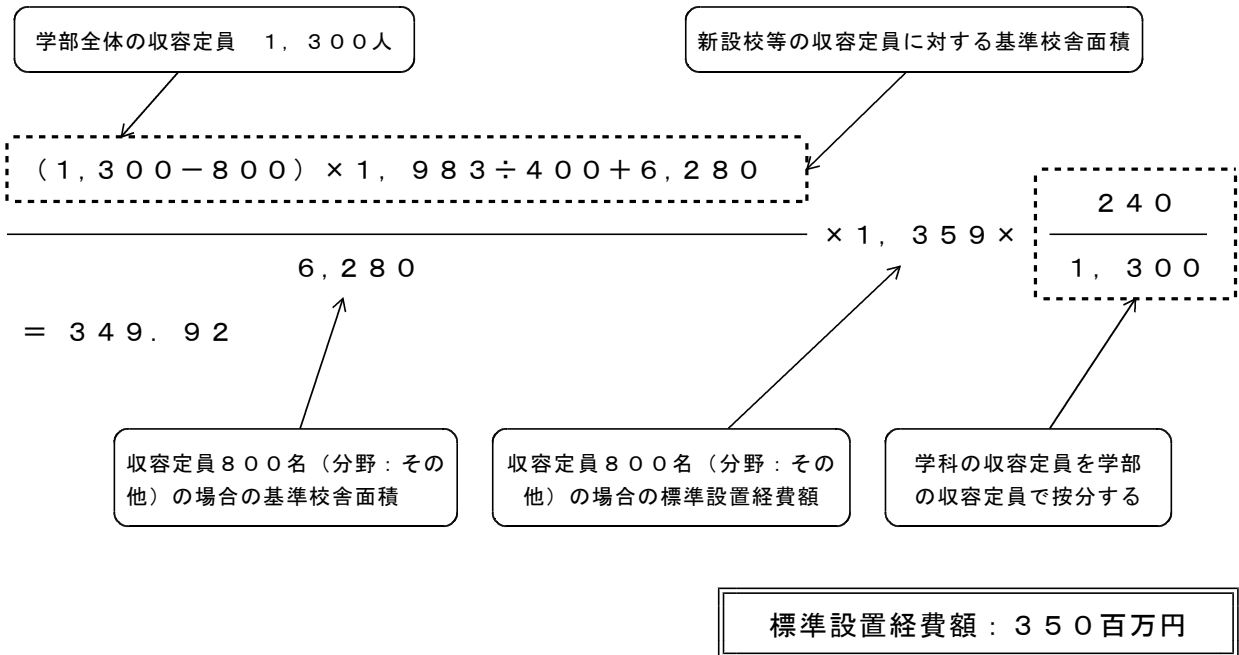 学部全体の収容定員　１，３００人
新設校等の収容定員に対する基準校舎面積
（１，３００－８００）×１，９８３÷４００＋６，２８０
６，２８０
×１，３５９×
２４０
１，３００
＝３４９．９２
収容定員８００名（分野：その
他）の場合の基準校舎面積
収容定員８００名（分野：その
他）の場合の標準設置経費額
学科の収容定員を学部
の収容定員で按分する
標準設置経費額：３５０百万円